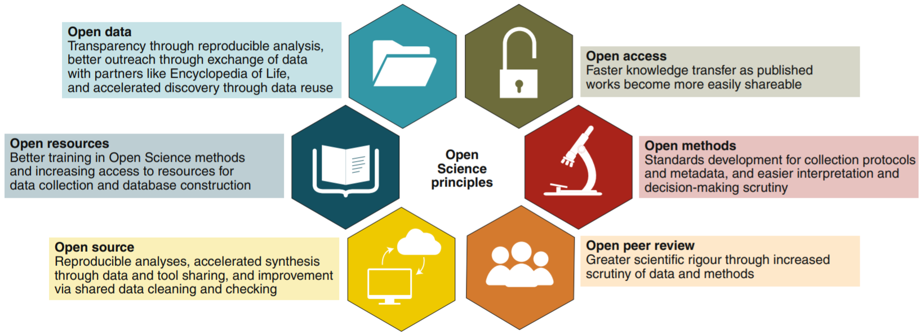 Open data
Transparency through reproducible analysis,
better outreach through exchange of data
with partners like Encyclopedia of Life,
and accelerated discovery through data reuse
Open access
Faster knowledge transfer as published
works become more easily shareable
Open resources
Better training in Open Science methods
and increasing access to resources for
data collection and database construction
Open
Science
principles
Open methods
Standards development for collection protocols
and metadata, and easier interpretation and
decision-making scrutiny
Open source
Reproducible analyses, accelerated synthesis
through data and tool sharing, and improvement
via shared data cleaning and checking
Open peer review
Greater scientific rigour through increased
scrutiny of data and methods